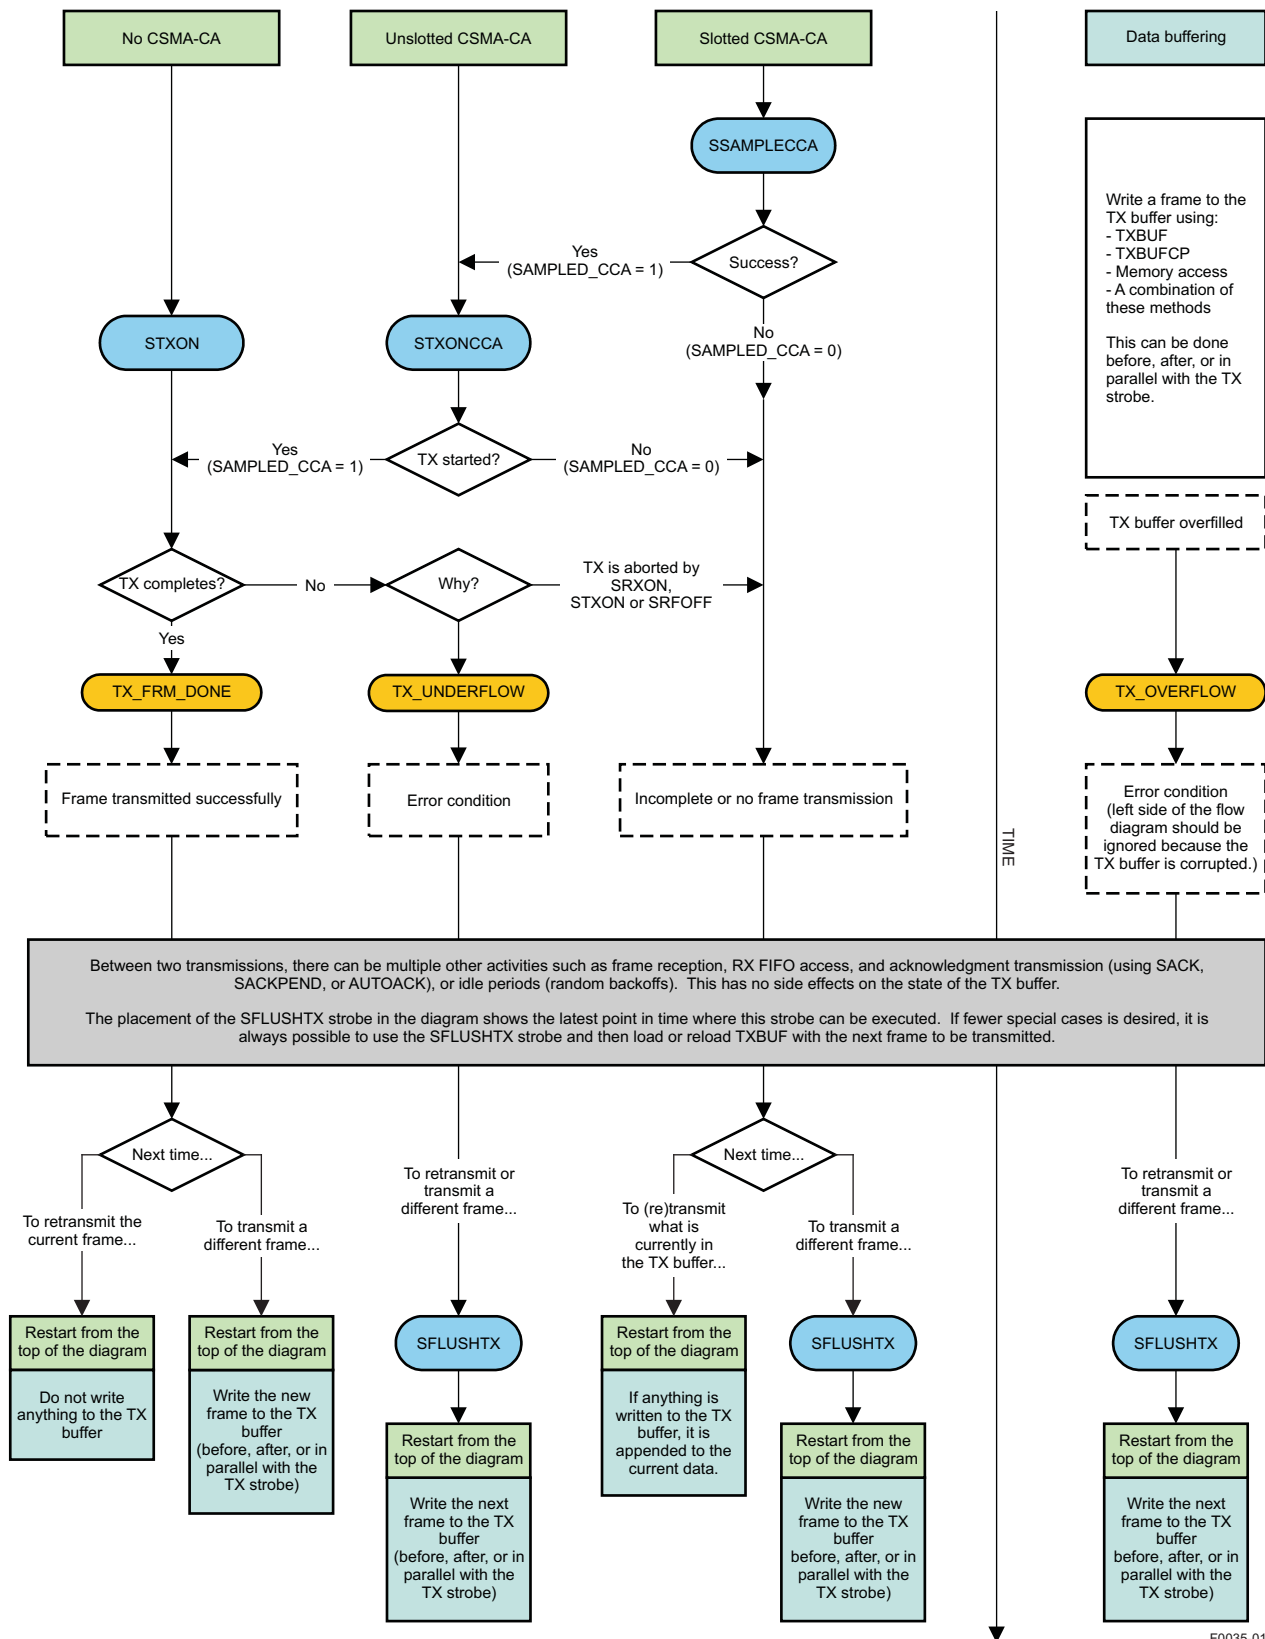 No CSMA-CA
Unslotted CSMA-CA
Slotted CSMA-CA
Data buffering
SSAMPLECCA
Write a frame to the
TX buffer using:
- TXBUF
- TXBUFCP
- Memory access
- A combination of
these methods
This can be done
before, after, or in
parallel with the TX
strobe.
Yes
(SAMPLED_CCA = 1)
Success?
No
(SAMPLED_CCA = 0)
STXON
STXONCCA
Yes
(SAMPLED_CCA = 1)
TX started?
No
(SAMPLED_CCA = 0)
TX buffer overfilled
TX completes?
No
Why?
TX is aborted by
SRXON,
STXON or SRFOFF
Yes
TX_FRM_DONE
TX_UNDERFLOW
TX_OVERFLOW
Frame transmitted successfully
Error condition
Incomplete or no frame transmission
Error condition
(left side of the flow
diagram should be
ignored because the
TX buffer is corrupted.)
TIME
Between two transmissions, there can be multiple other activities such as frame reception, RX FIFO access, and acknowledgment transmission (using SACK,
SACKPEND, or AUTOACK), or idle periods (random backoffs). This has no side effects on the state of the TX buffer.
The placement of the SFLUSHTX strobe in the diagram shows the latest point in time where this strobe can be executed. If fewer special cases is desired, it is
always possible to use the SFLUSHTX strobe and then load or reload TXBUF with the next frame to be transmitted.
Next time...
To retransmit the
current frame...
To transmit a
different frame...
To retransmit or
transmit a
different frame...
Next time...
To (re)transmit
what is
currently in
the TX buffer...
To transmit a
different frame...
To retransmit or
transmit a
different frame...
Restart from the
top of the diagram
Do not write
anything to the TX
buffer
Restart from the
top of the diagram
Write the new
frame to the TX
buffer
(before, after, or in
parallel with the
TX strobe)
SFLUSHTX
Restart from the
top of the diagram
Write the next
frame to the TX
buffer
(before, after, or in
parallel with the
TX strobe)
Restart from the
top of the diagram
If anything is
written to the TX
buffer, it is
appended to the
current data.
SFLUSHTX
Restart from the
top of the diagram
Write the new
frame to the TX
buffer
before, after, or in
parallel with the
TX strobe)
SFLUSHTX
Restart from the
top of the diagram
Write the next
frame to the TX
buffer
before, after, or in
parallel with the
TX strobe)
F0035-01